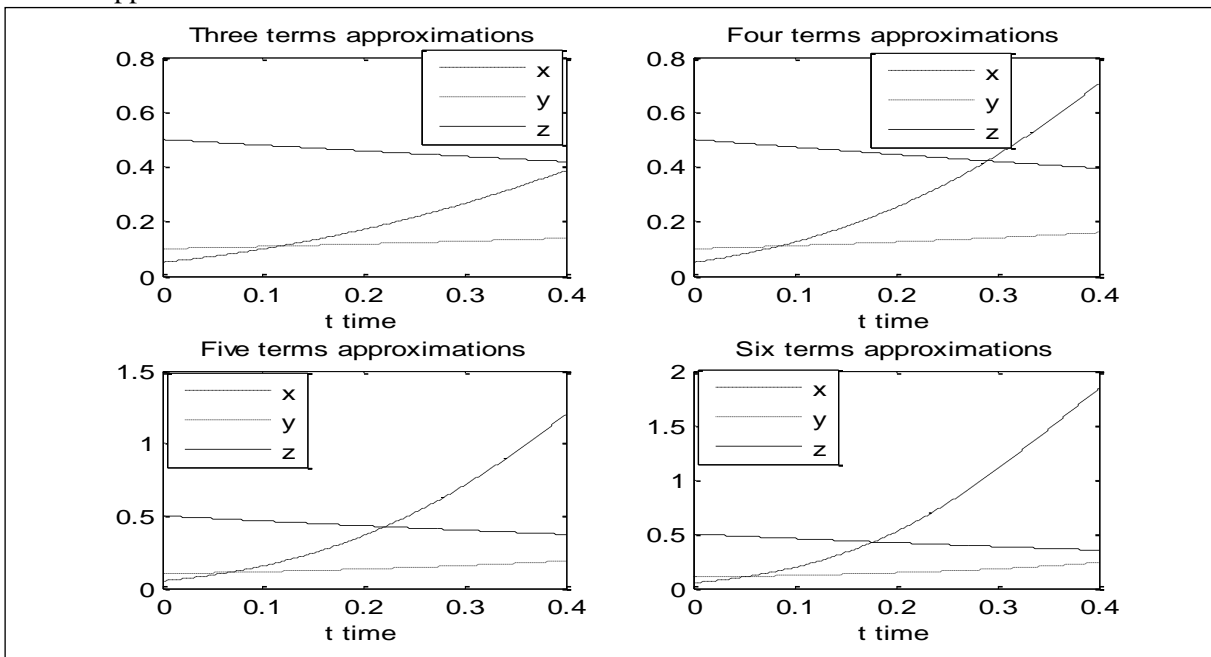 Three terms approximations
0.8
0.6
0.4
0.2
0
0
0.1
0.2
0.3
0.4
t time
x
y
z
Four terms approximations
0.8
0.6
0.4
0.2
0
0
0.1
0.2
0.3
0.4
t time
x
y
z
Five terms approximations
1.5
1
0.5
0
0
0.1
0.2
0.3
0.4
t time
x
y
z
Six terms approximations
2
1.5
1
0.5
0
0
0.1
0.2
0.3
0.4
t time
x
y
z